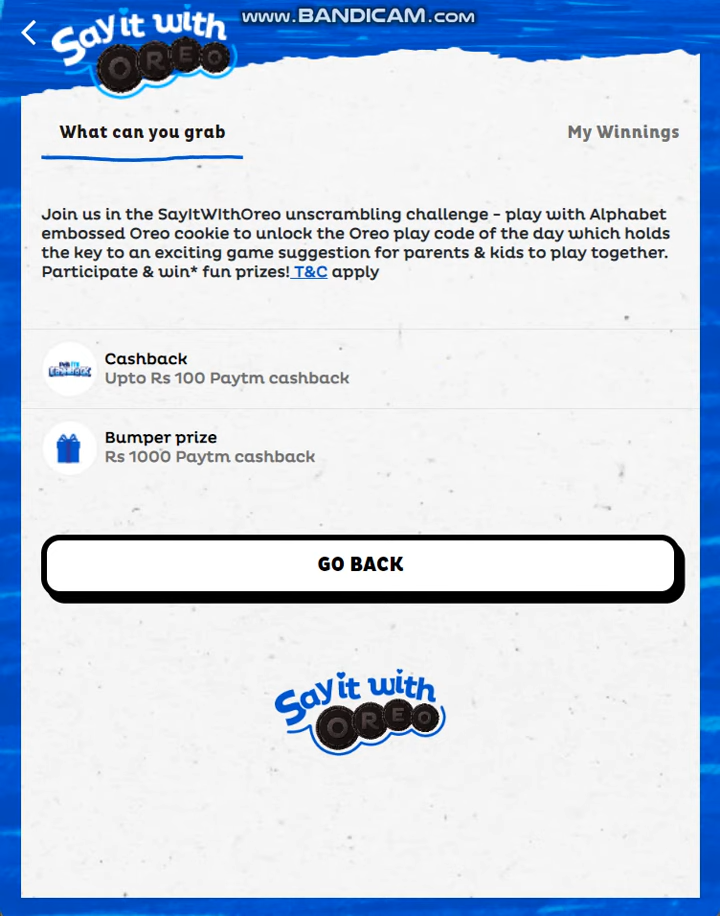 www.BANDICAM.com
Say it with
OREO
What can you grab
My Winnings
Join us in the SayItWIthOreo unscrambling challenge - play with Alphabet
embossed Oreo cookie to unlock the Oreo play code of the day which holds
the key to an exciting game suggestion for parents & kids to play together.
Participate & win* fun prizes! T&C apply
Cashback
Upto Rs 100 Paytm cashback
Bumper prize
Rs 1000 Paytm cashback
GO BACK
Say it with
OREO